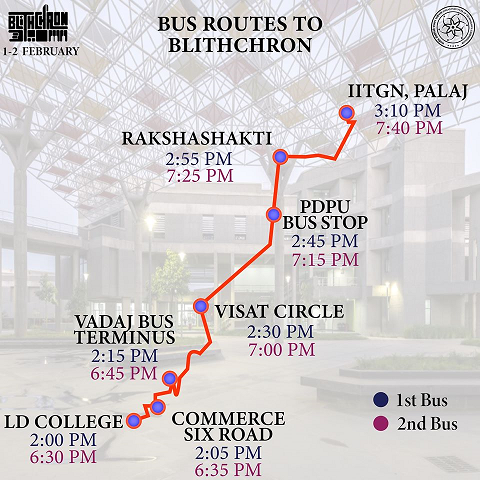 BLITHCHRON
1-2 FEBRUARY
BUS ROUTES TO
BLITHCHRON
IITGN, PALAJ
3:10 PM
7:40 PM
RAKSHASHAKTI
2:55 PM
7:25 PM
PDPU
BUS STOP
2:45 PM
7:15 PM
VISAT CIRCLE
2:30 PM
7:00 PM
VADAJ BUS
TERMINUS
2:15 PM
6:45 PM
LD COLLEGE
2:00 PM
6:30 PM
COMMERCE
SIX ROAD
2:05 PM
6:35 PM
1st Bus
2nd Bus